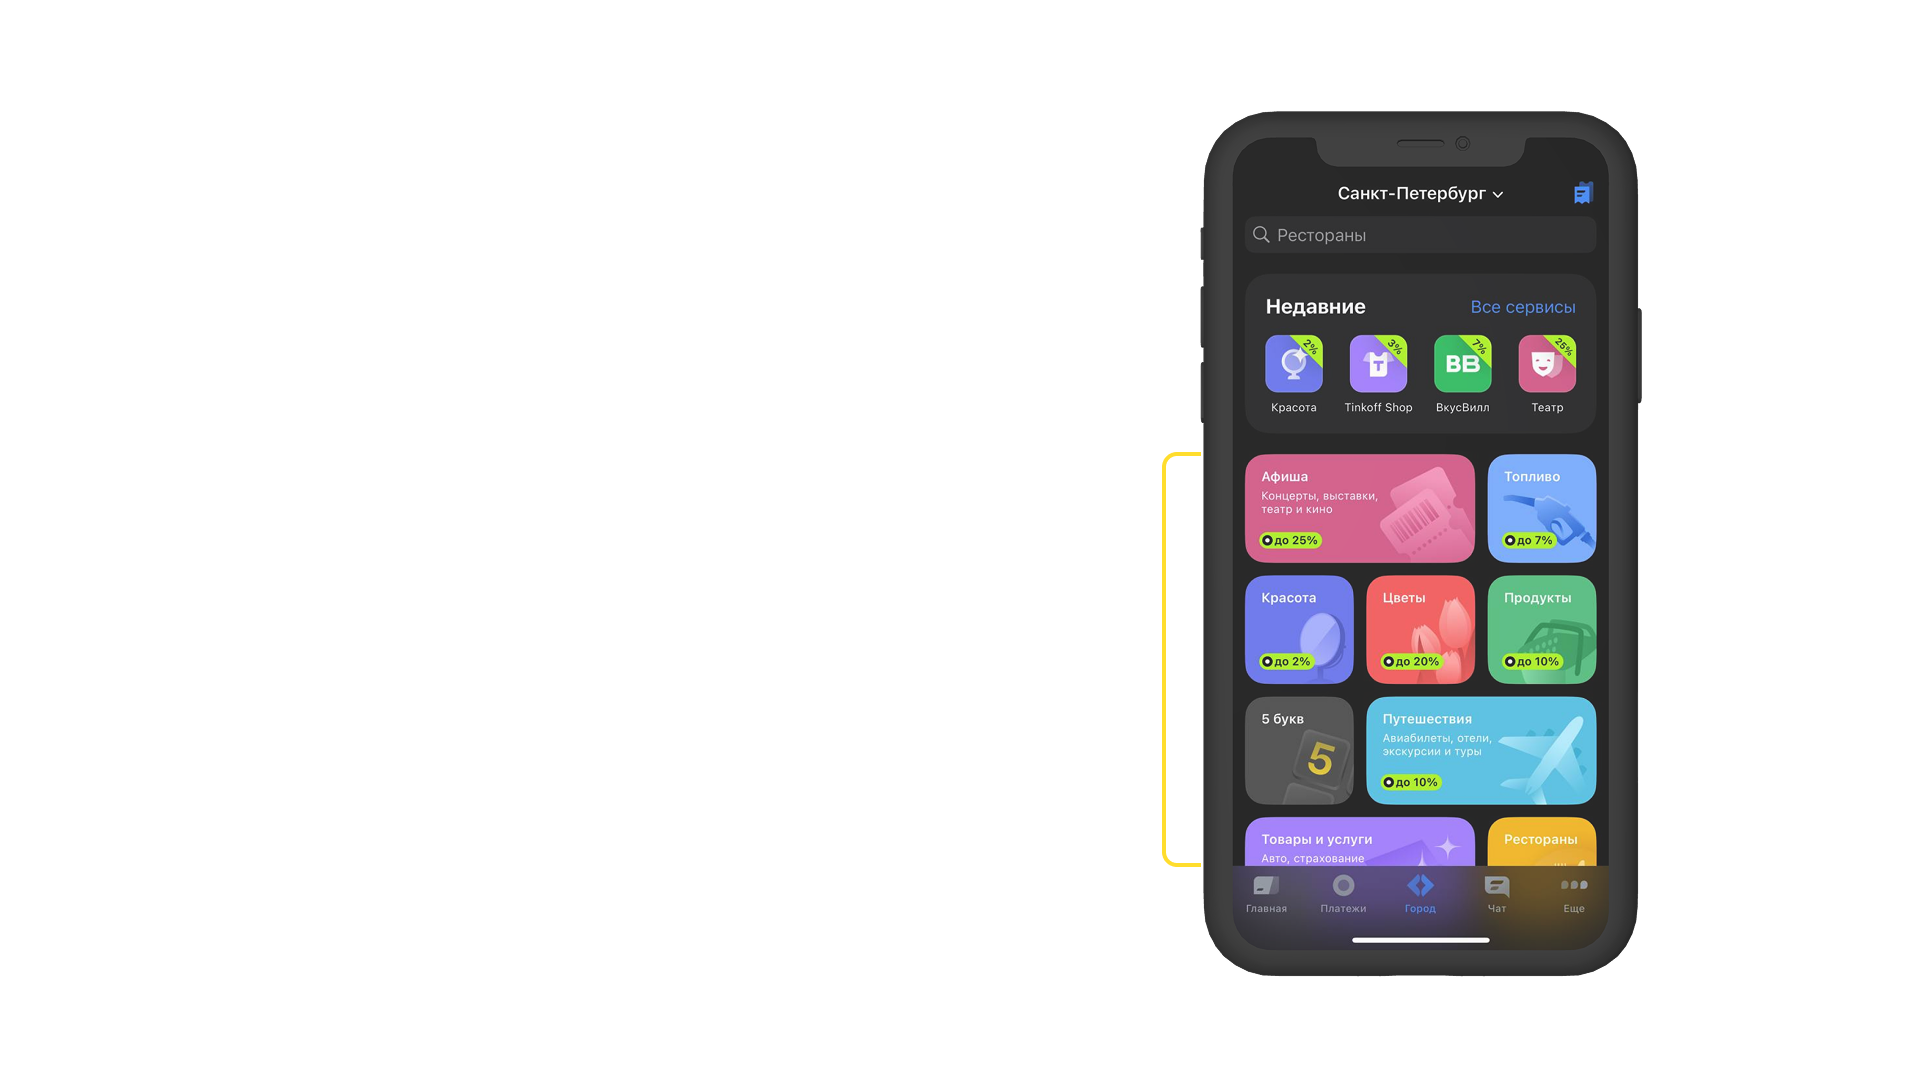 Санкт-Петербург
Рестораны
Недавние
Все сервисы
2%
3%
7%
25%
T
BB
Красота
Tinkoff Shop
ВкусВилл
Театр
Афиша
Концерты, выставки,
театр и кино
до 25%
Топливо
до 7%
Красота
до 2%
Цветы
до 20%
Продукты
до 10%
5 букв
5
Путешествия
Авиабилеты, отели,
экскурсии и туры
до 10%
Товары и услуги
Авто, страхование
Рестораны
Главная
Платежи
Город
Чат
Еще